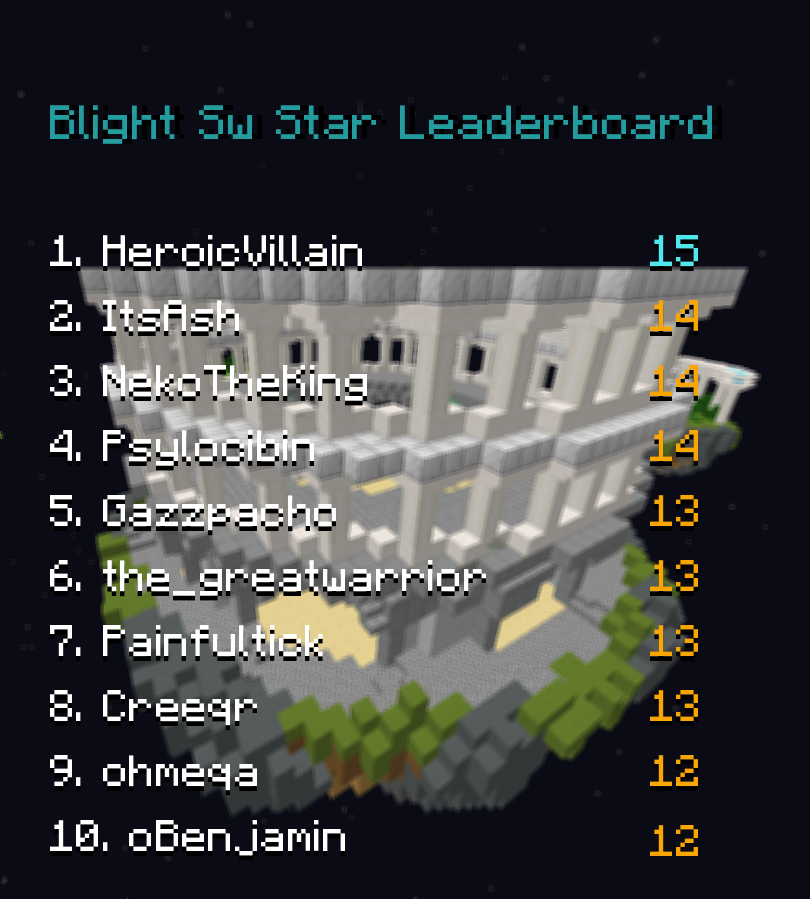 Blight Sw Star Leaderboard
1. HeroicVillain 15
2. ItsAsh 14
3. NekoTheKing 14
4. Psylocibin 14
5. Gazzpacho 13
6. the_greatwarrior 13
7. Painfultick 13
8. Creeqr 13
9. ohmeqa 12
10. oBenjamin 12